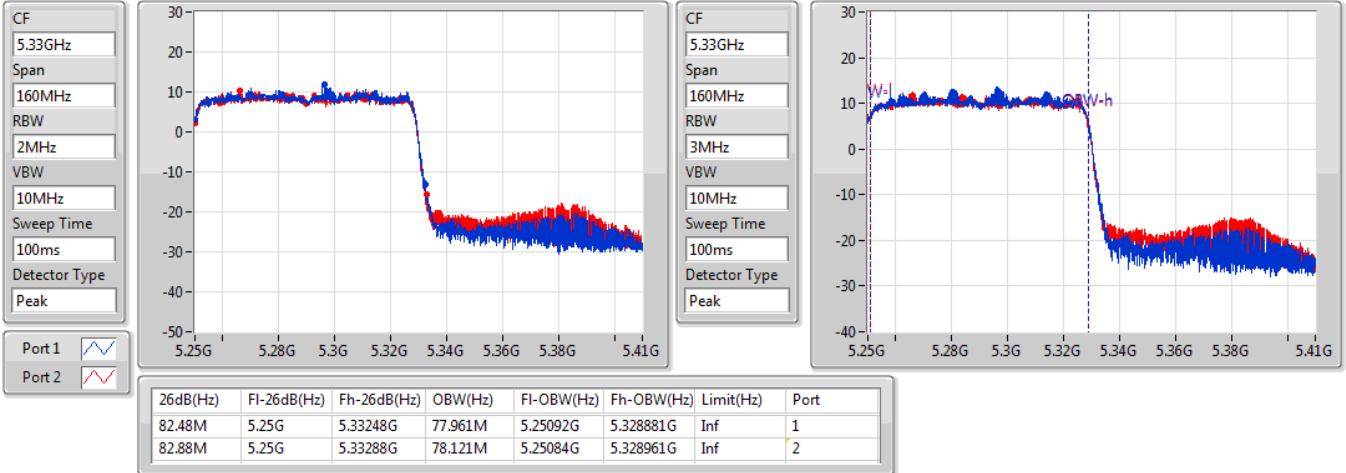 CF
5.33GHz
Span
160MHz
RBW
2MHz
VBW
10MHz
Sweep Time
100ms
Detector Type
Peak
Port 1
Port 2
30
20
10
0
-10
-20
-30
-40
-50
5.25G 5.28G 5.3G 5.32G 5.34G 5.36G 5.38G 5.41G
CF
5.33GHz
Span
160MHz
RBW
3MHz
VBW
10MHz
Sweep Time
100ms
Detector Type
Peak
30
20
10
0
-10
-20
-30
-40
W-l
OBW-h
5.25G 5.28G 5.3G 5.32G 5.34G 5.36G 5.38G 5.41G
26dB(Hz) Fl-26dB(Hz) Fh-26dB(Hz) OBW(Hz) Fl-OBW(Hz) Fh-OBW(Hz) Limit(Hz) Port
82.48M 5.25G 5.33248G 77.961M 5.25092G 5.328881G Inf 1
82.88M 5.25G 5.33288G 78.121M 5.25084G 5.328961G Inf 2